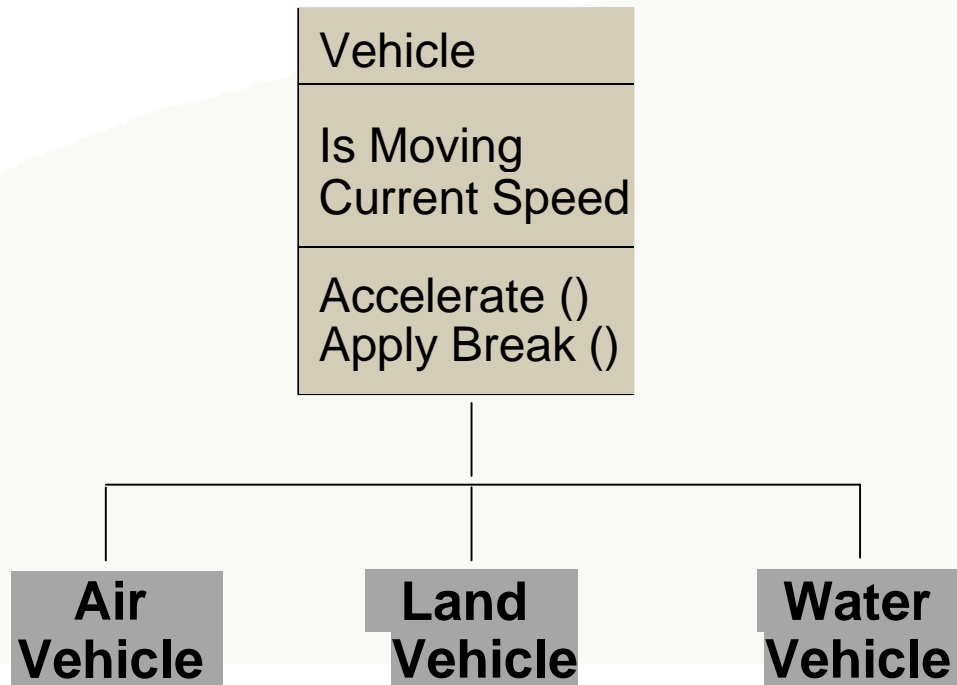 Vehicle
Is Moving
Current Speed
Accelerate ()
Apply Break ()
Air
Vehicle
Land
Vehicle
Water
Vehicle